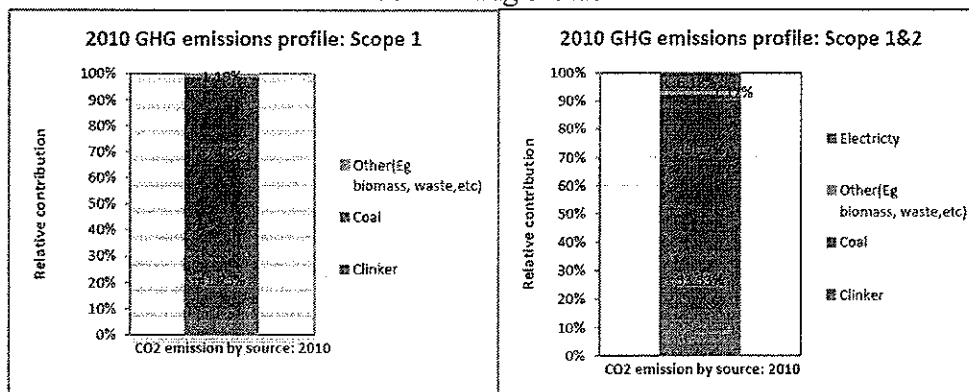 2010 GHG emissions profile: Scope 1
100%
90%
80%
70%
60%
50%
40%
30%
20%
10%
0%
Relative contribution
Other(Eg
biomass, waste,etc)
Coal
Clinker
CO2 emission by source: 2010
2010 GHG emissions profile: Scope 1&2
100%
90%
80%
70%
60%
50%
40%
30%
20%
10%
0%
Relative contribution
Electricty
Other(Eg
biomass, waste,etc)
Coal
Clinker
CO2 emission by source: 2010